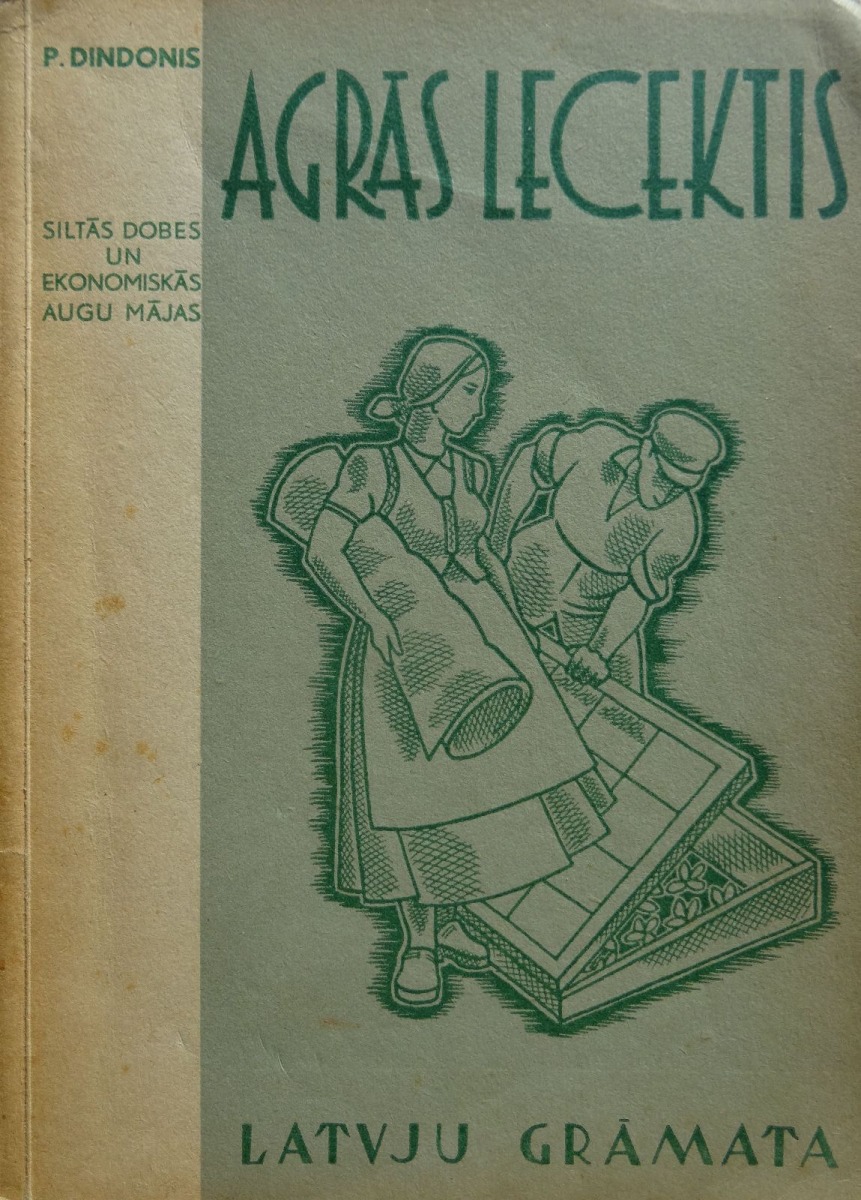 P. DINDONIS
AGRĀS LECEKTIS
SILTĀS DOBES
UN
EKONOMISKĀS
AUGU MĀJAS
LATVJU GRĀMATA